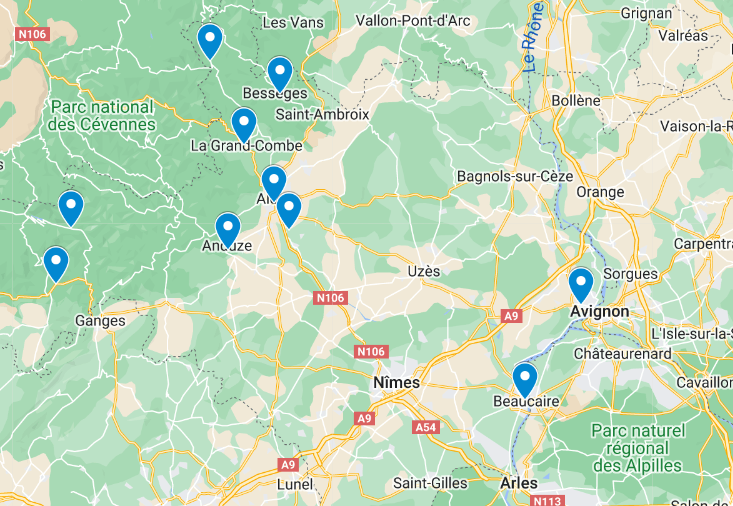 Les Vans
Vallon-Pont-d'Arc
Grignan
N106
Valréas
Le Rhône
Bessèges
Parc national
des Cévennes
Bollène
Saint-Ambroix
Vaison-la-R
La Grand-Combe
Bagnols-sur-Cèze
Orange
Anduze
Carpentra
Uzès
Sorgues
N106
Avignon
A9
Ganges
L'Isle-sur-la-S
N106
Châteaurenard
Nîmes
Cavaillon
Beaucaire
A9
A54
Parc naturel
régional
des Alpilles
A9
Lunel
Saint-Gilles
Arles
N113